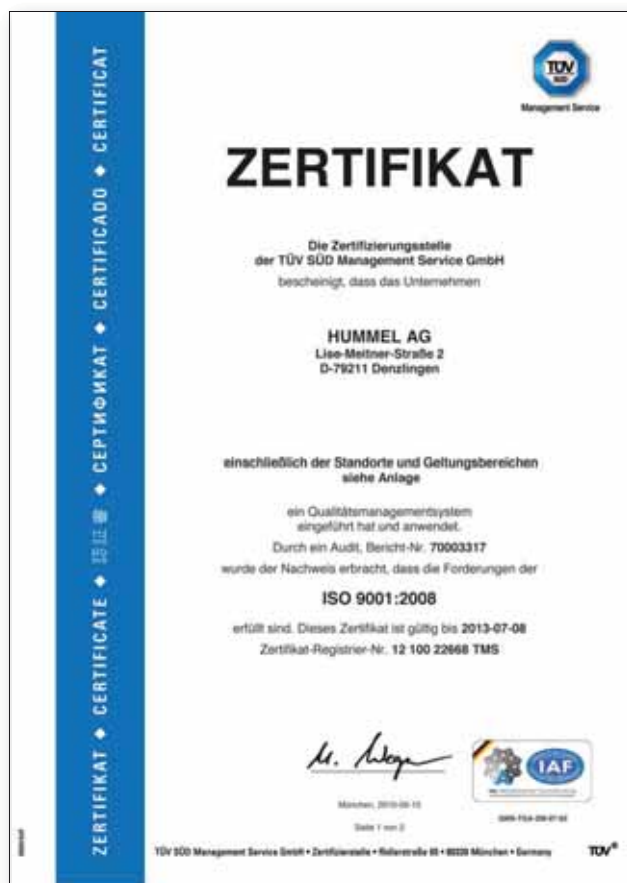 TÜV
SÜD
Management Service
ZERTIFIKAT
Die Zertifizierungsstelle
der TÜV SÜD Management Service GmbH
bescheinigt, dass das Unternehmen
HUMMEL AG
Lise-Meitner-Straße 2
D-79211 Denzlingen
einschließlich der Standorte und Geltungsbereichen
siehe Anlage
ein Qualitätsmanagementsystem
eingeführt hat und anwendet.
Durch ein Audit, Bericht-Nr. 70003317
wurde der Nachweis erbracht, dass die Forderungen der
ISO 9001:2008
erfüllt sind. Dieses Zertifikat ist gültig bis 2013-07-08
Zertifikat-Registrier-Nr. 12 100 22668 TMS
IAF
München,
Seite 1 von 2
TÜV SÜD Management Service GmbH • Zertifizierstelle • Ridlerstraße 65 • 80339 München • Germany
TÜV®
ZERTIFIKAT ◆ CERTIFICATE ◆ 認証書 ◆ СЕРТИФИКАТ ◆ CERTIFICADO ◆ CERTIFICAT